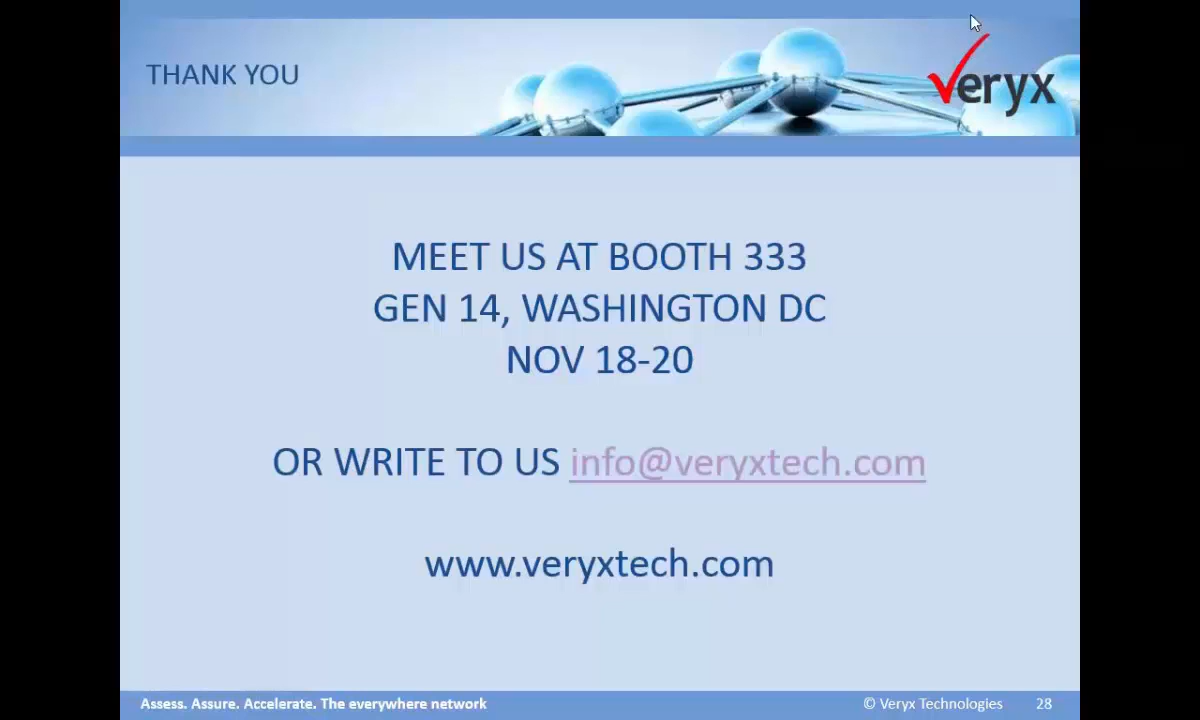 THANK YOU
Veryx
MEET US AT BOOTH 333
GEN 14, WASHINGTON DC
NOV 18-20
OR WRITE TO US info@veryxtech.com
www.veryxtech.com
Assess. Assure. Accelerate. The everywhere network
© Veryx Technologies 28